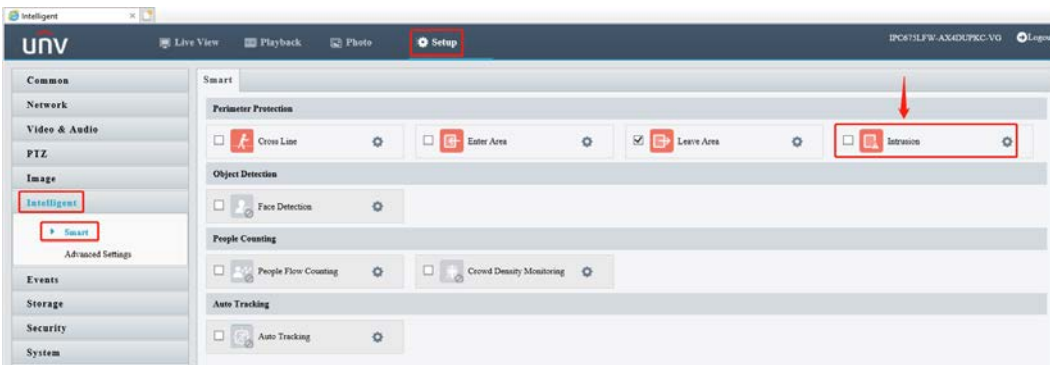 Intelligent
unv
Live View
Playback
Photo
Setup
IPC675LFW-AX4DUPKC-VG
Logou
Common
Network
Video & Audio
PTZ
Image
Intelligent
Smart
Advanced Settings
Events
Storage
Security
System
Smart
Perimeter Protection
Cross Line
Enter Area
Leave Area
Intrusion
Object Detection
Face Detection
People Counting
People Flow Counting
Crowd Density Monitoring
Auto Tracking
Auto Tracking